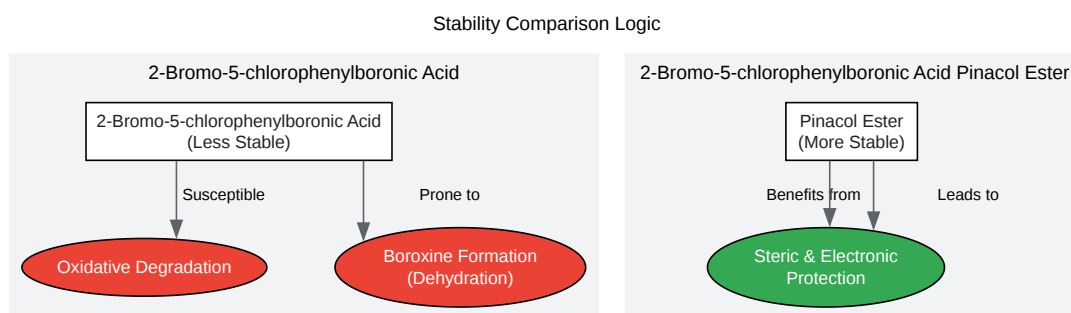 Stability Comparison Logic
2-Bromo-5-chlorophenylboronic Acid
2-Bromo-5-chlorophenylboronic Acid
(Less Stable)
Susceptible
Prone to
Oxidative Degradation
Boroxine Formation
(Dehydration)
2-Bromo-5-chlorophenylboronic Acid Pinacol Ester
Pinacol Ester
(More Stable)
Benefits from
Leads to
Steric & Electronic
Protection